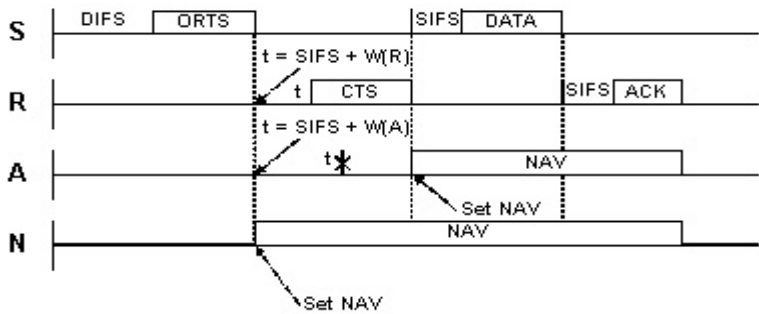 S DIFS ORTS SIFS DATA
t = SIFS + W(R)
R t CTS SIFS ACK
t = SIFS + W(A)
A t NAV
Set NAV
N NAV
Set NAV